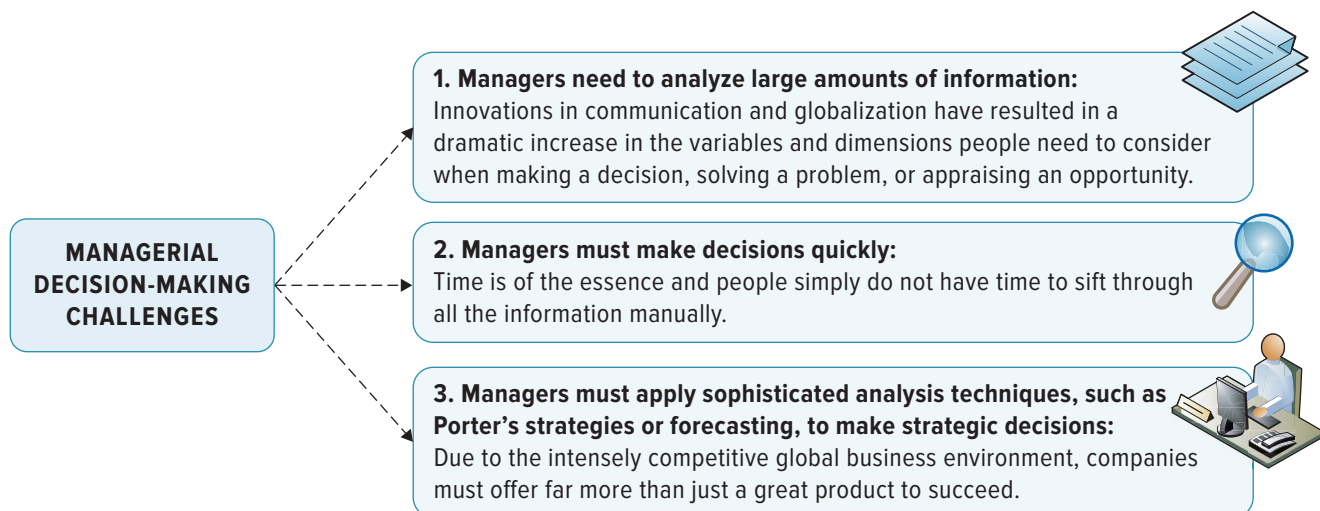 MANAGERIAL
DECISION-MAKING
CHALLENGES
1. Managers need to analyze large amounts of information:
Innovations in communication and globalization have resulted in a
dramatic increase in the variables and dimensions people need to consider
when making a decision, solving a problem, or appraising an opportunity.
2. Managers must make decisions quickly:
Time is of the essence and people simply do not have time to sift through
all the information manually.
3. Managers must apply sophisticated analysis techniques, such as
Porter’s strategies or forecasting, to make strategic decisions:
Due to the intensely competitive global business environment, companies
must offer far more than just a great product to succeed.